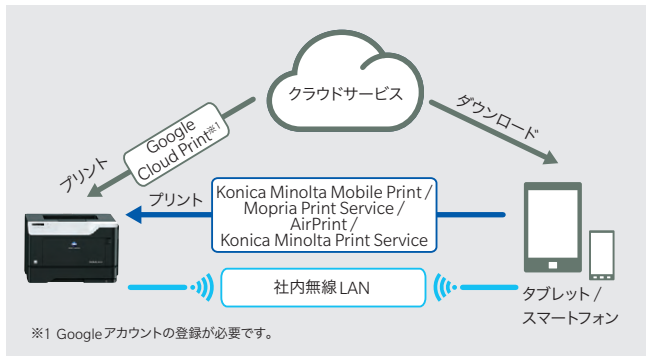 クラウドサービス
ダウンロード
Google
Cloud Print※1
プリント
プリント
Konica Minolta Mobile Print /
Mopria Print Service /
AirPrint /
Konica Minolta Print Service
社内無線LAN
タブレット /
スマートフォン
※1 Googleアカウントの登録が必要です。